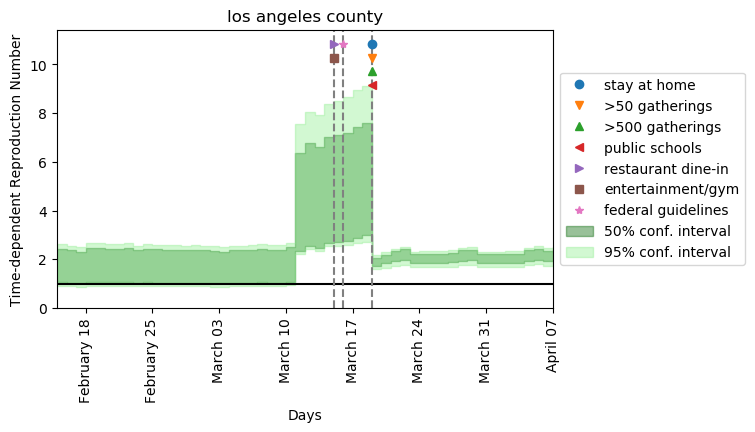 los angeles county
Time-dependent Reproduction Number
10
8
6
4
2
0
February 18
February 25
March 03
March 10
March 17
March 24
March 31
April 07
Days
stay at home
>50 gatherings
>500 gatherings
public schools
restaurant dine-in
entertainment/gym
federal guidelines
50% conf. interval
95% conf. interval